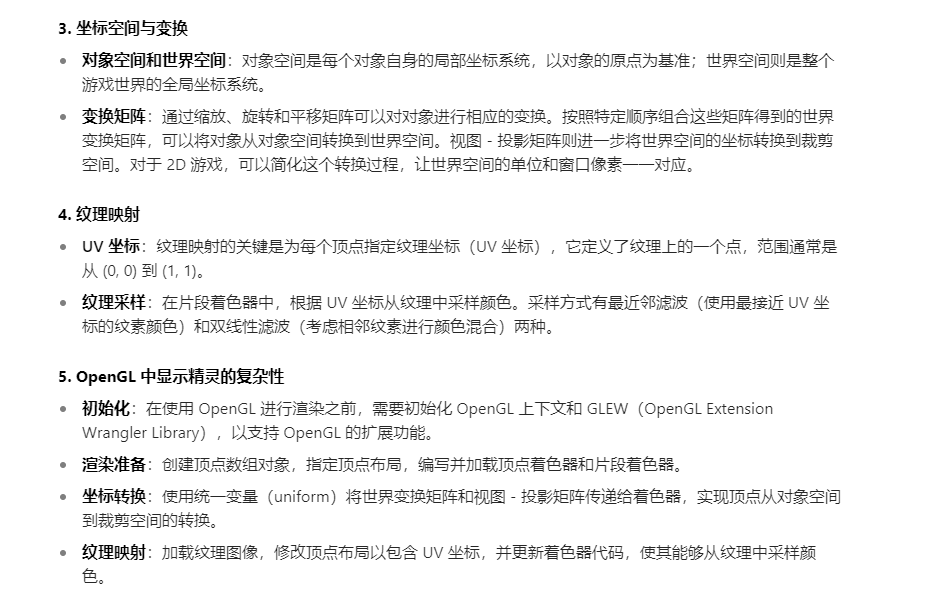 3. 坐标空间与变换
对象空间和世界空间：对象空间是每个对象自身的局部坐标系统，以对象的原点为基准；世界空间则是整个
游戏世界的全局坐标系统。
变换矩阵：通过缩放、旋转和平移矩阵可以对对象进行相应的变换。按照特定顺序组合这些矩阵得到的世界
变换矩阵，可以将对象从对象空间转换到世界空间。视图 - 投影矩阵则进一步将世界空间的坐标转换到裁剪
空间。对于 2D 游戏，可以简化这个转换过程，让世界空间的单位和窗口像素一一对应。
4. 纹理映射
UV 坐标：纹理映射的关键是为每个顶点指定纹理坐标（UV 坐标），它定义了纹理上的一个点，范围通常是
从 (0, 0) 到 (1, 1)。
纹理采样：在片段着色器中，根据 UV 坐标从纹理中采样颜色。采样方式有最近邻滤波（使用最接近 UV 坐
标的纹素颜色）和双线性滤波（考虑相邻纹素进行颜色混合）两种。
5. OpenGL 中显示精灵的复杂性
初始化：在使用 OpenGL 进行渲染之前，需要初始化 OpenGL 上下文和 GLEW（OpenGL Extension
Wrangler Library），以支持 OpenGL 的扩展功能。
渲染准备：创建顶点数组对象，指定顶点布局，编写并加载顶点着色器和片段着色器。
坐标转换：使用统一变量（uniform）将世界变换矩阵和视图 - 投影矩阵传递给着色器，实现顶点从对象空间
到裁剪空间的转换。
纹理映射：加载纹理图像，修改顶点布局以包含 UV 坐标，并更新着色器代码，使其能够从纹理中采样颜
色。